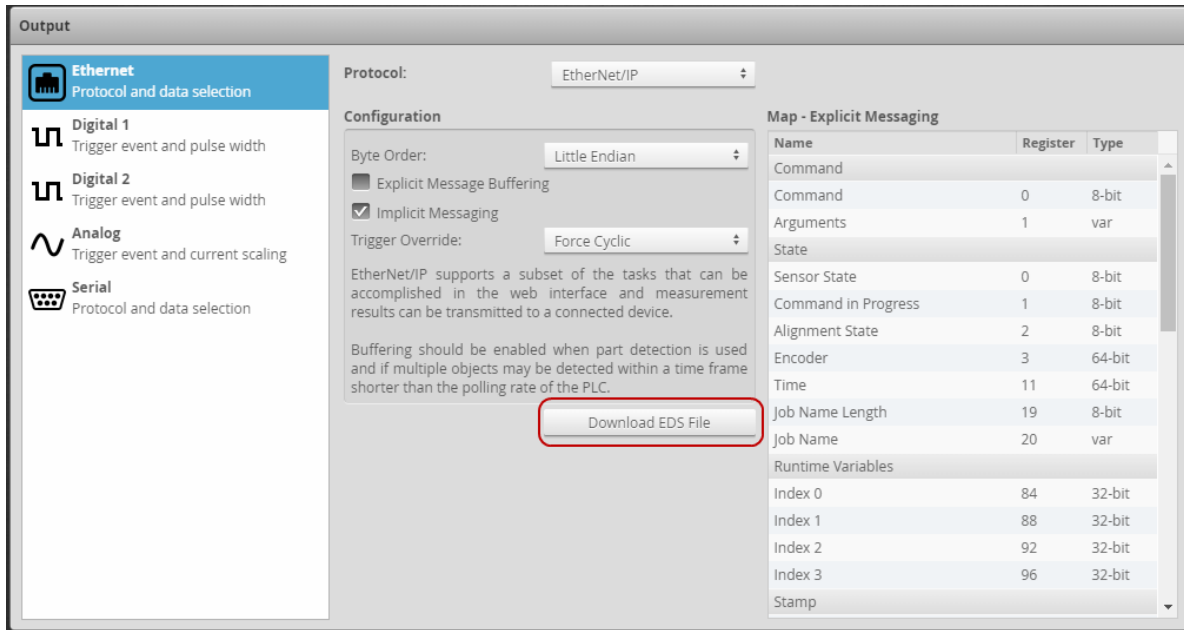 Output
Ethernet
Protocol and data selection
Digital 1
Trigger event and pulse width
Digital 2
Trigger event and pulse width
Analog
Trigger event and current scaling
Serial
Protocol and data selection
Protocol: EtherNet/IP
Configuration
Byte Order: Little Endian
Explicit Message Buffering
Implicit Messaging
Trigger Override: Force Cyclic
EtherNet/IP supports a subset of the tasks that can be
accomplished in the web interface and measurement
results can be transmitted to a connected device.
Buffering should be enabled when part detection is used
and if multiple objects may be detected within a time frame
shorter than the polling rate of the PLC.
Download EDS File
Map - Explicit Messaging
Name Register Type
Command
Command 0 8-bit
Arguments 1 var
State
Sensor State 0 8-bit
Command in Progress 1 8-bit
Alignment State 2 8-bit
Encoder 3 64-bit
Time 11 64-bit
Job Name Length 19 8-bit
Job Name 20 var
Runtime Variables
Index 0 84 32-bit
Index 1 88 32-bit
Index 2 92 32-bit
Index 3 96 32-bit
Stamp